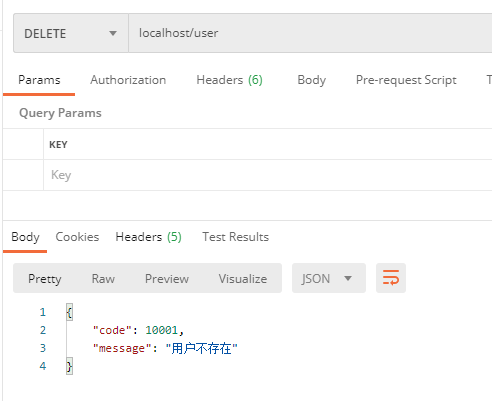 DELETE localhost/user
Params Authorization Headers (6) Body Pre-request Script T
Query Params
KEY
Key
Body Cookies Headers (5) Test Results
Pretty Raw Preview Visualize JSON
1 {
2 "code": 10001,
3 "message": "用户不存在"
4 }